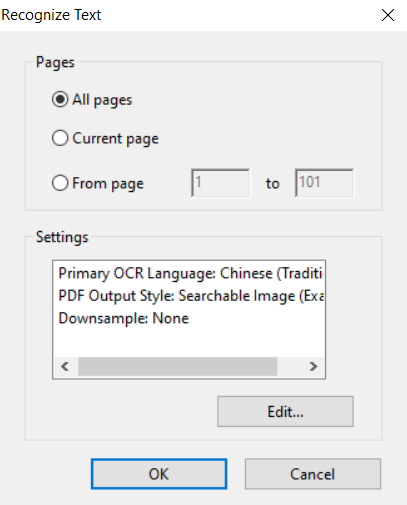 Recognize Text
Pages
All pages
Current page
From page 1 to 101
Settings
Primary OCR Language: Chinese (Traditi
PDF Output Style: Searchable Image (Exa
Downsample: None
Edit...
OK Cancel